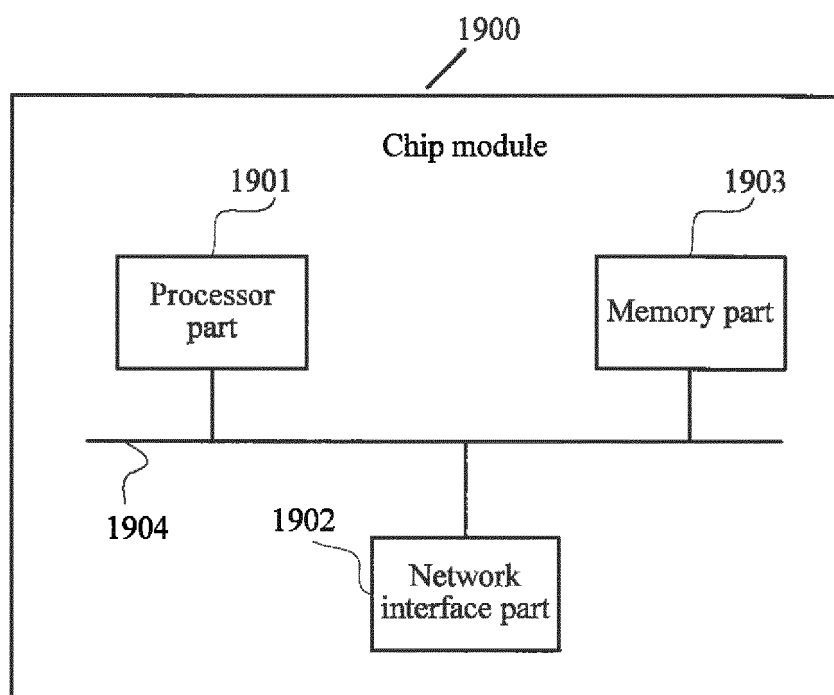 1900
Chip module
1901
1903
Processor
part
Memory part
1904
1902
Network
interface part